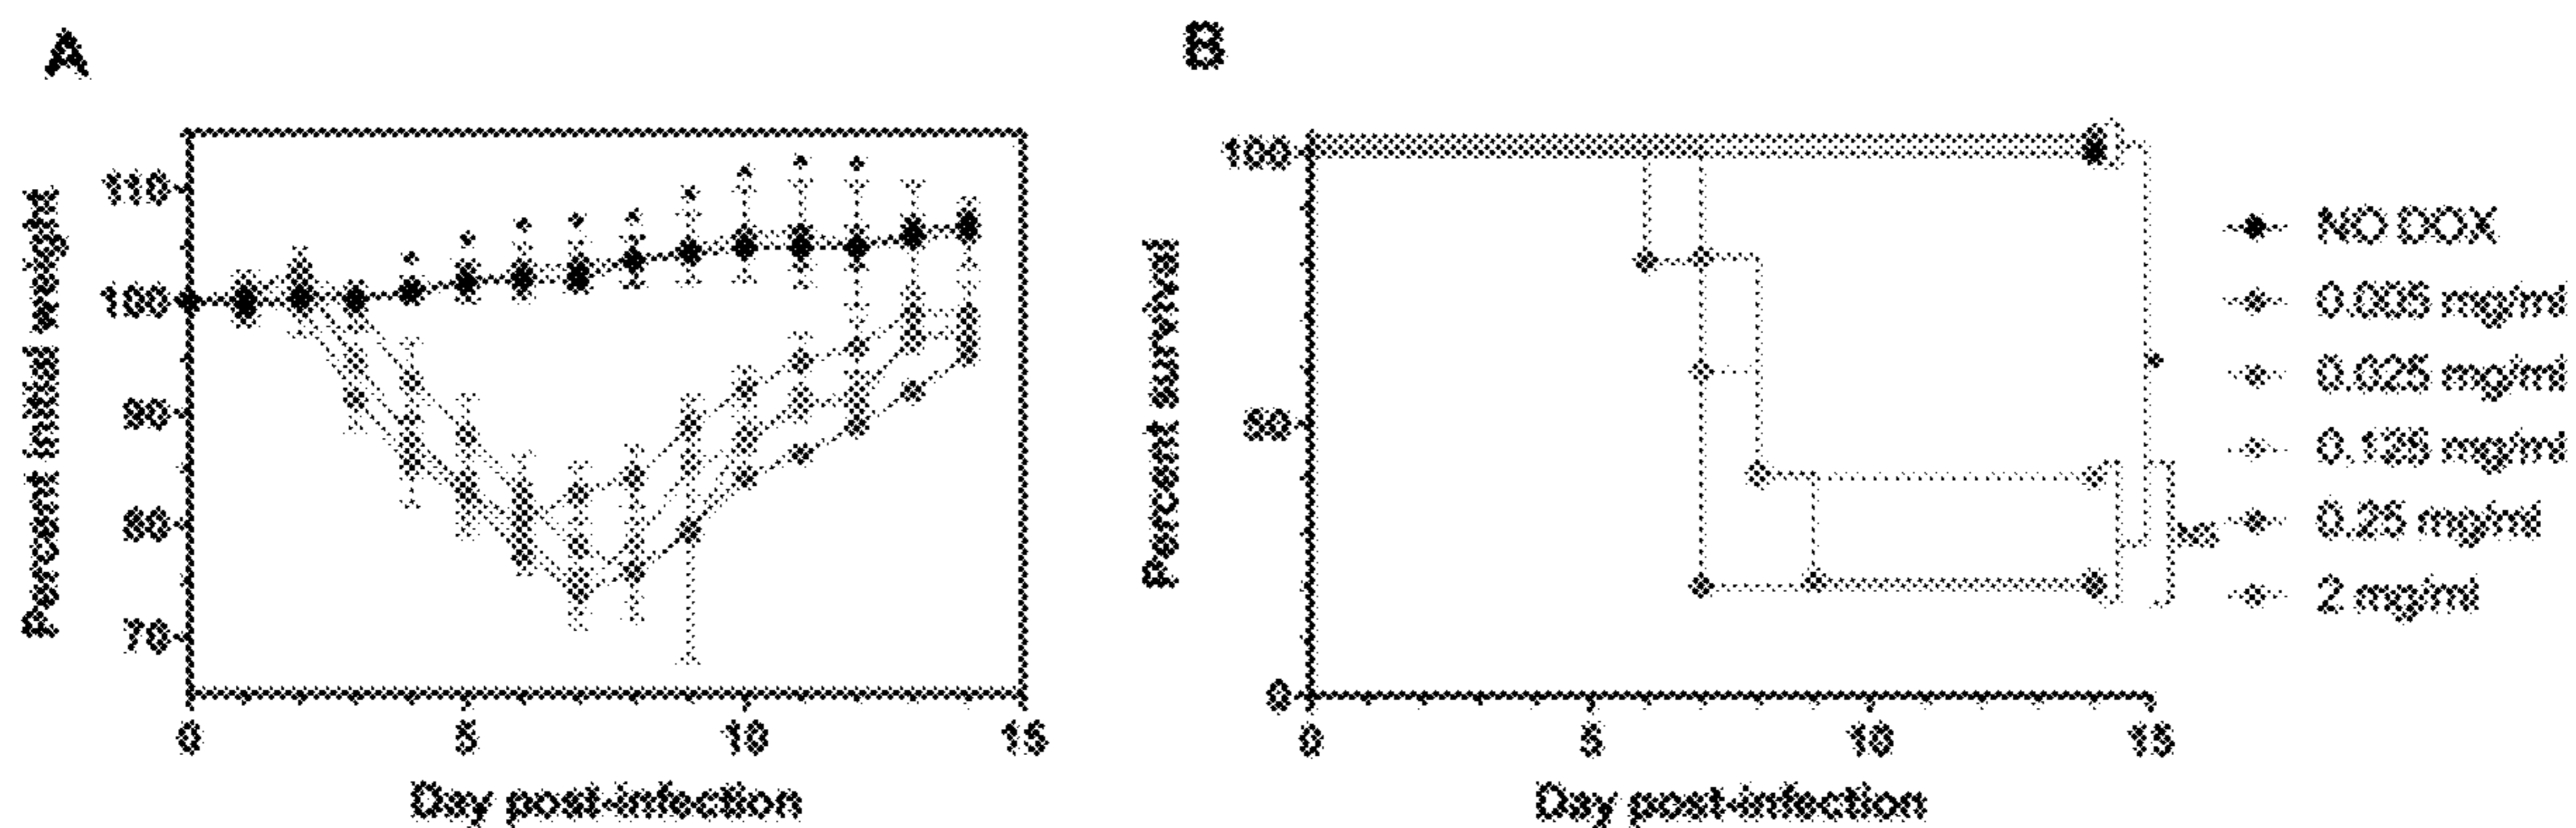 A
B
Percent initial weight
110
100
90
80
70
0
5
10
15
Day post-infection
Percent survival
100
50
0
0
5
10
15
Day post-infection
NO DOX
0.005 mg/ml
0.025 mg/ml
0.125 mg/ml
0.25 mg/ml
2 mg/ml